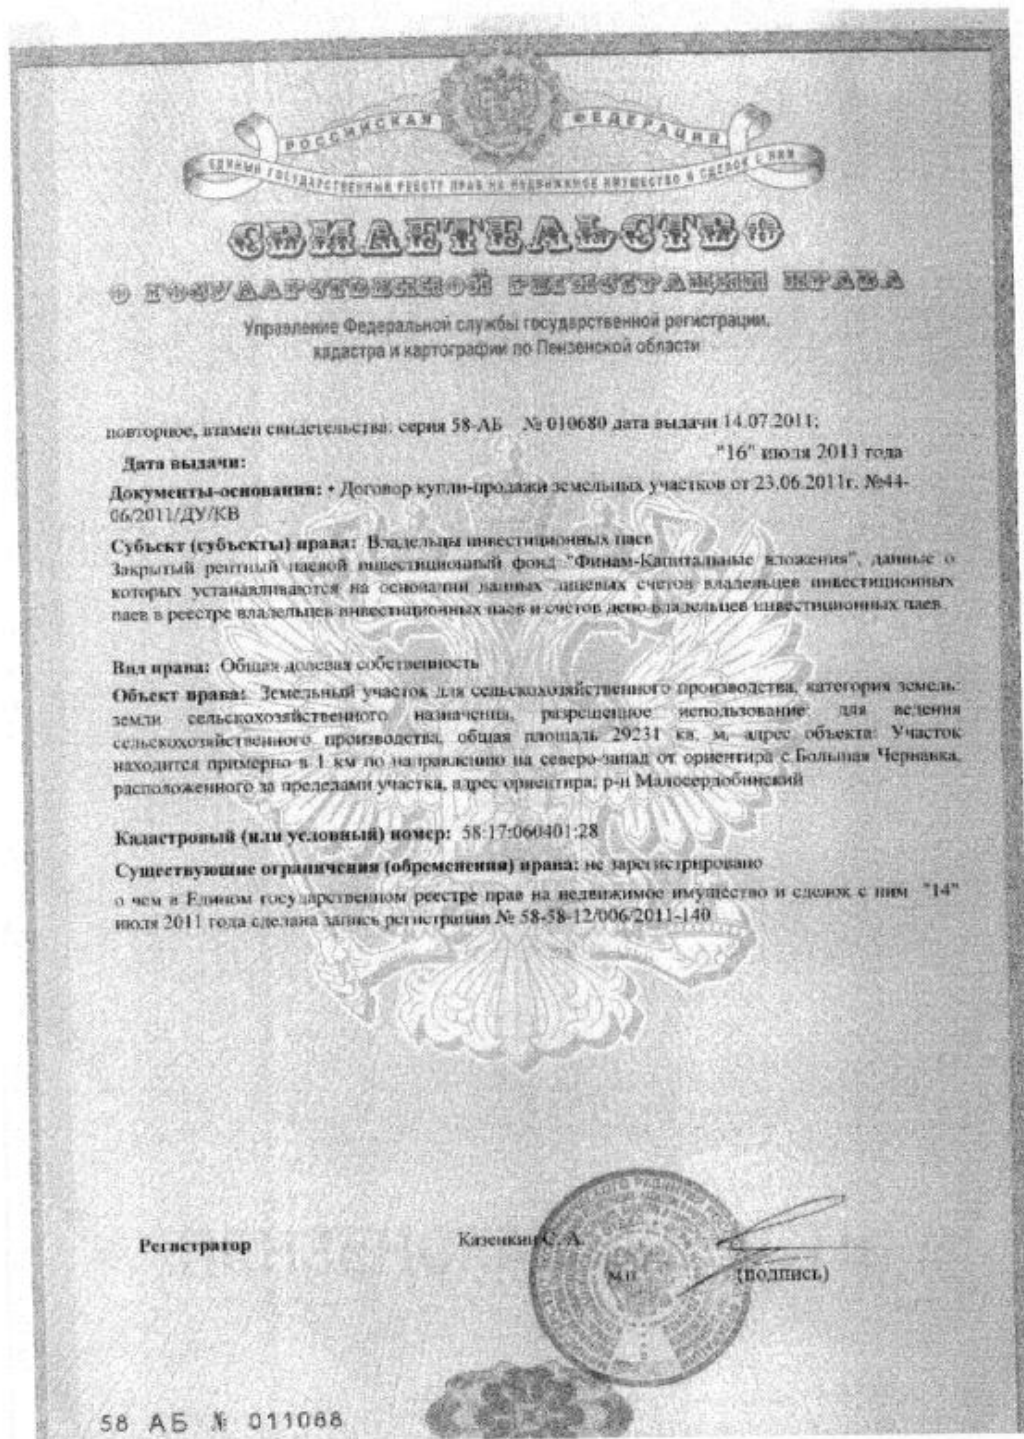 РОССИЙСКАЯ ФЕДЕРАЦИЯ
ЕДИНЫЙ ГОСУДАРСТВЕННЫЙ РЕЕСТР ПРАВ НА НЕДВИЖИМОЕ ИМУЩЕСТВО И СДЕЛОК С НИМ
СВИДЕТЕЛЬСТВО
О ГОСУДАРСТВЕННОЙ РЕГИСТРАЦИИ ПРАВА
Управление Федеральной службы государственной регистрации,
кадастра и картографии по Пензенской области
повторное, взамен свидетельства: серия 58-АБ № 010680 дата выдачи 14.07.2011;
Дата выдачи: "16" июля 2011 года
Документы-основания: • Договор купли-продажи земельных участков от 23.06.2011г. №44-
06/2011/ДУ/КВ
Субъект (субъекты) права: Владельцы инвестиционных паев
Закрытый рентный паевой инвестиционный фонд "Финам-Капитальные вложения", данные о
которых устанавливаются на основании данных лицевых счетов владельцев инвестиционных
паев в реестре владельцев инвестиционных паев и счетов депо владельцев инвестиционных паев
Вид права: Общая долевая собственность
Объект права: Земельный участок для сельскохозяйственного производства, категория земель:
земли сельскохозяйственного назначения, разрешенное использование: для ведения
сельскохозяйственного производства, общая площадь 29231 кв. м, адрес объекта: Участок
находится примерно в 1 км по направлению на северо-запад от ориентира с.Большая Чернавка,
расположенного за пределами участка, адрес ориентира: р-н Малосердобинский
Кадастровый (или условный) номер: 58:17:060401:28
Существующие ограничения (обременения) права: не зарегистрировано
о чем в Едином государственном реестре прав на недвижимое имущество и сделок с ним "14"
июля 2011 года сделана запись регистрации № 58-58-12/006/2011-140
Регистратор Казенкин С. А.
м.п. (подпись)
58 АБ № 011088